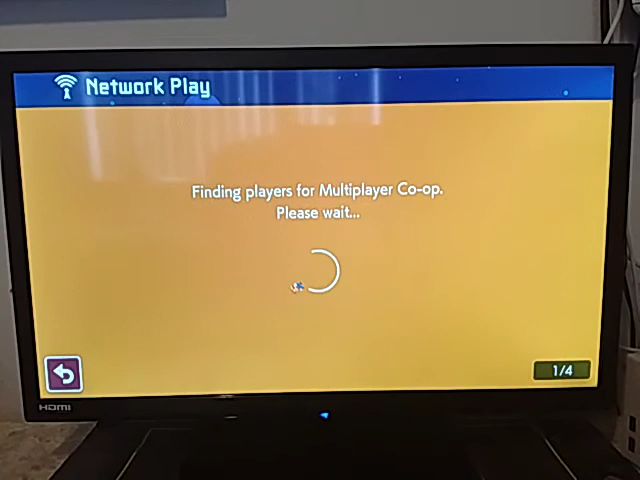 Network Play
Finding players for Multiplayer Co-op.
Please wait...
1/4
HDMI